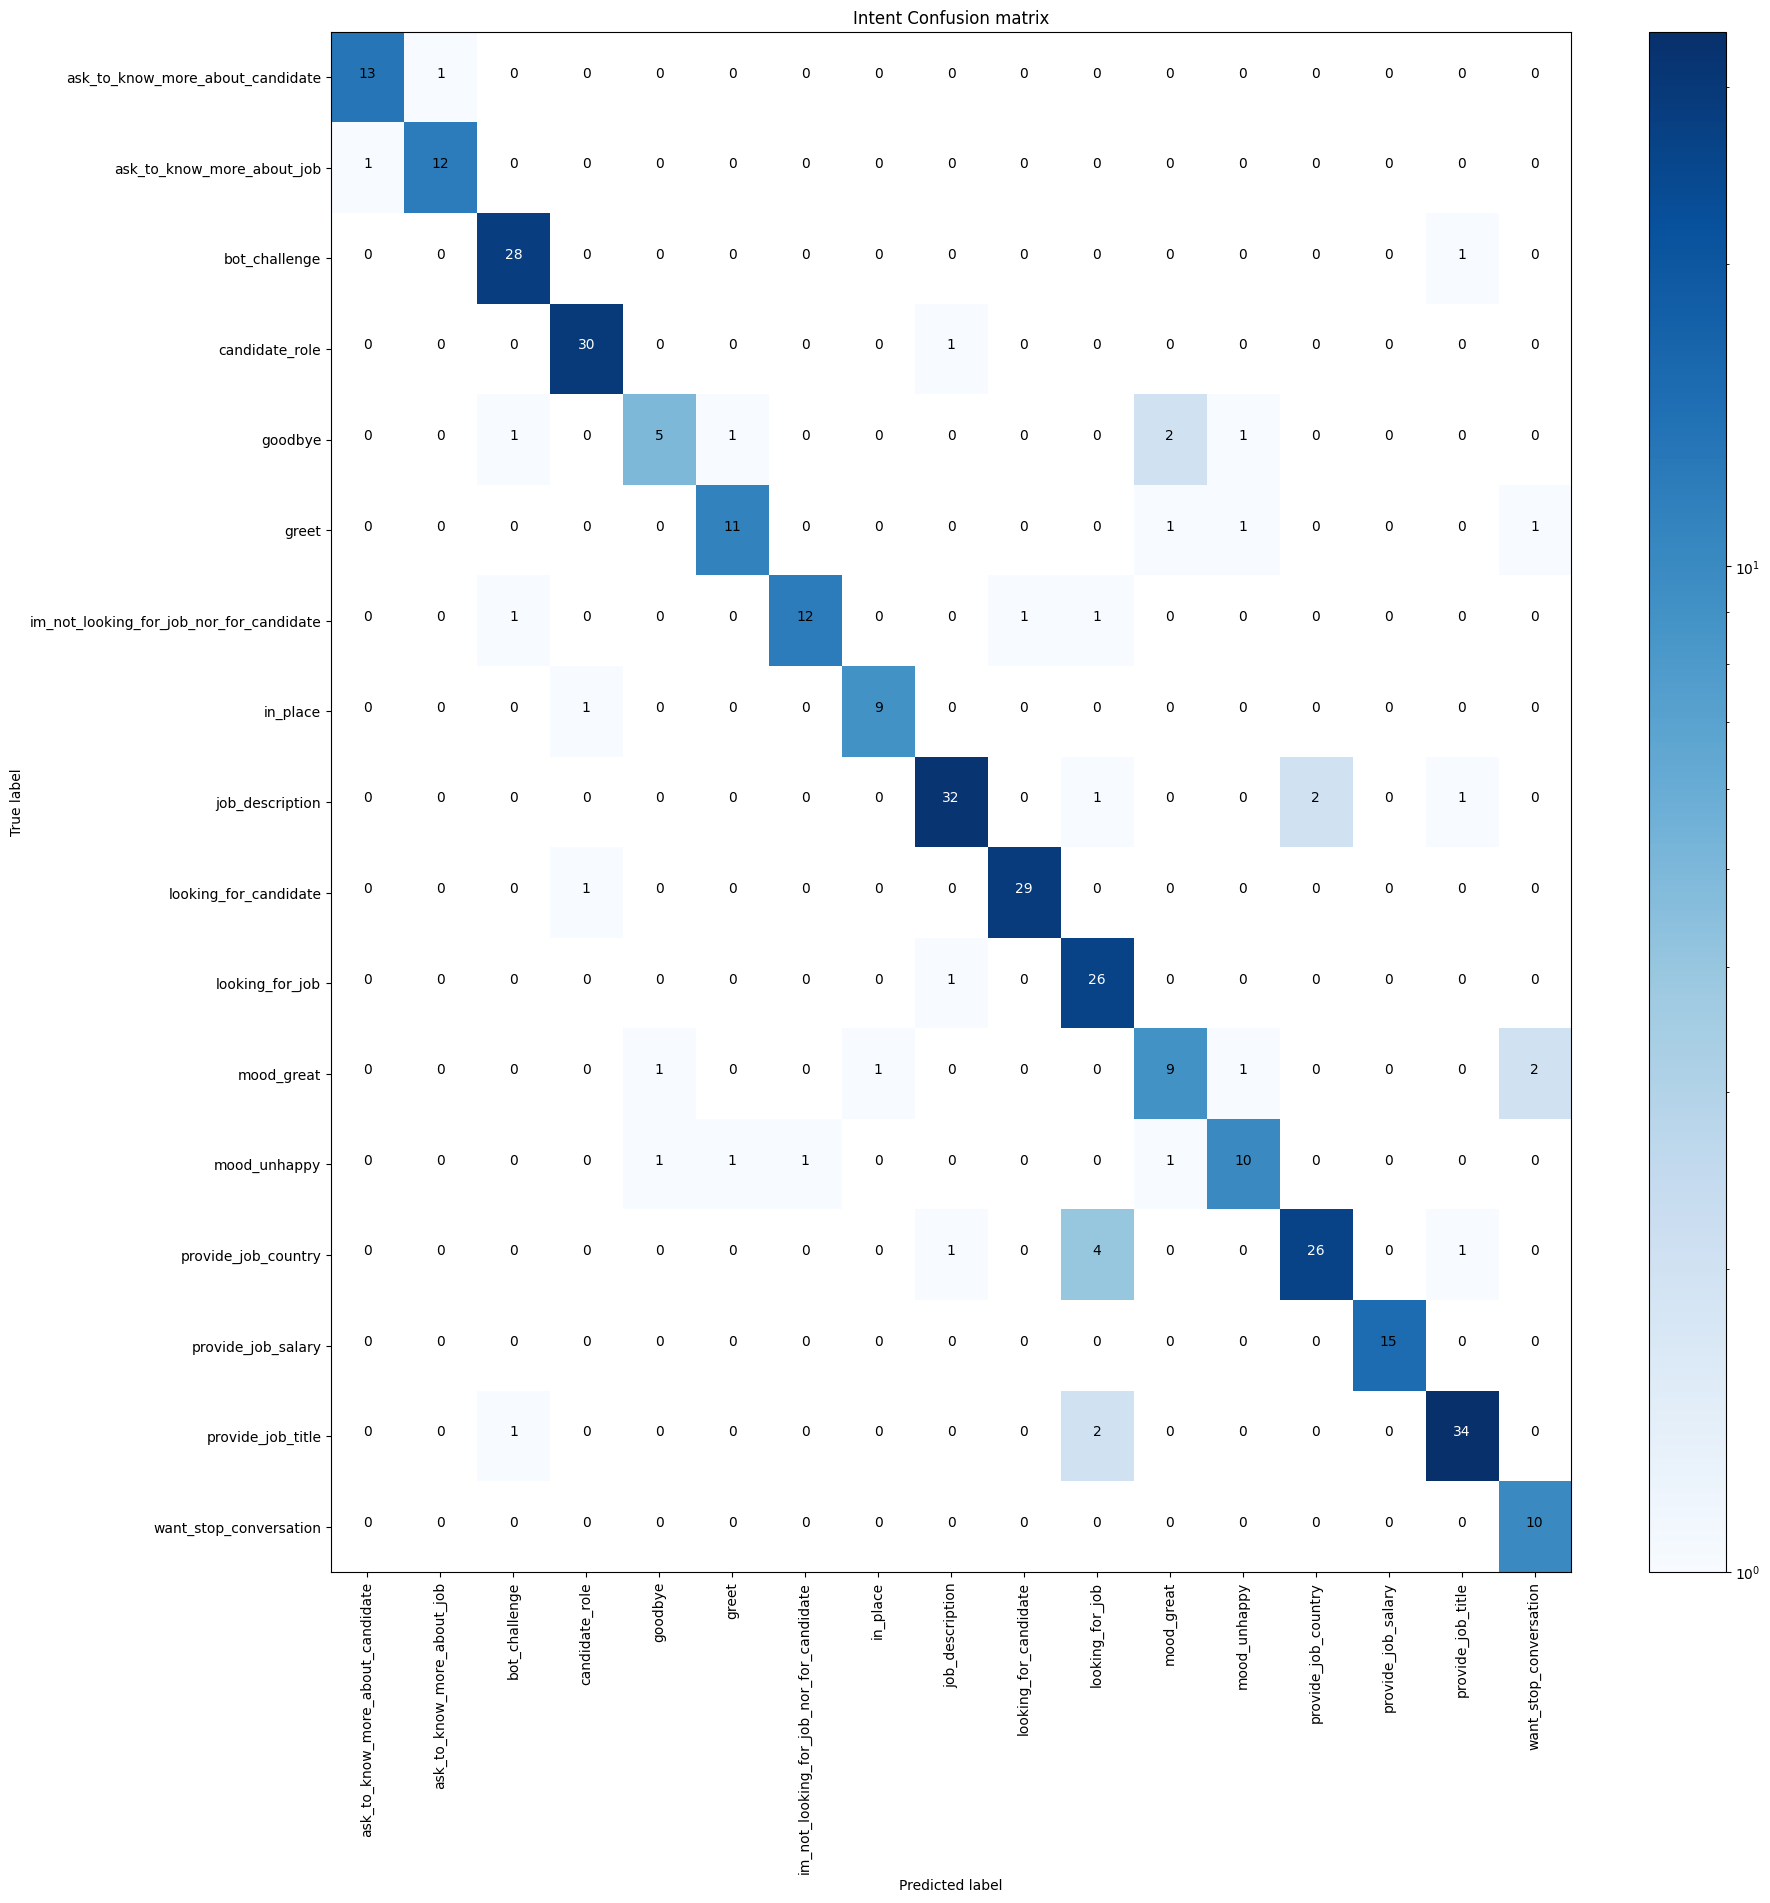 Intent Confusion matrix
ask_to_know_more_about_candidate 13 1 0 0 0 0 0 0 0 0 0 0 0 0 0 0 0
ask_to_know_more_about_job 1 12 0 0 0 0 0 0 0 0 0 0 0 0 0 0 0
bot_challenge 0 0 28 0 0 0 0 0 0 0 0 0 0 0 0 1 0
candidate_role 0 0 0 30 0 0 0 0 1 0 0 0 0 0 0 0 0
goodbye 0 0 1 0 5 1 0 0 0 0 0 2 1 0 0 0 0
greet 0 0 0 0 0 11 0 0 0 0 0 1 1 0 0 0 1
im_not_looking_for_job_nor_for_candidate 0 0 1 0 0 0 12 0 0 1 1 0 0 0 0 0 0
in_place 0 0 0 1 0 0 0 9 0 0 0 0 0 0 0 0 0
job_description 0 0 0 0 0 0 0 0 32 0 1 0 0 2 0 1 0
looking_for_candidate 0 0 0 1 0 0 0 0 0 29 0 0 0 0 0 0 0
looking_for_job 0 0 0 0 0 0 0 0 1 0 26 0 0 0 0 0 0
mood_great 0 0 0 0 1 0 0 1 0 0 0 9 1 0 0 0 2
mood_unhappy 0 0 0 0 1 1 1 0 0 0 0 1 10 0 0 0 0
provide_job_country 0 0 0 0 0 0 0 0 1 0 4 0 0 26 0 1 0
provide_job_salary 0 0 0 0 0 0 0 0 0 0 0 0 0 0 15 0 0
provide_job_title 0 0 1 0 0 0 0 0 0 0 2 0 0 0 0 34 0
want_stop_conversation 0 0 0 0 0 0 0 0 0 0 0 0 0 0 0 0 10
True label
ask_to_know_more_about_candidate
ask_to_know_more_about_job
bot_challenge
candidate_role
goodbye
greet
im_not_looking_for_job_nor_for_candidate
in_place
job_description
looking_for_candidate
looking_for_job
mood_great
mood_unhappy
provide_job_country
provide_job_salary
provide_job_title
want_stop_conversation
Predicted label
10¹
10⁰